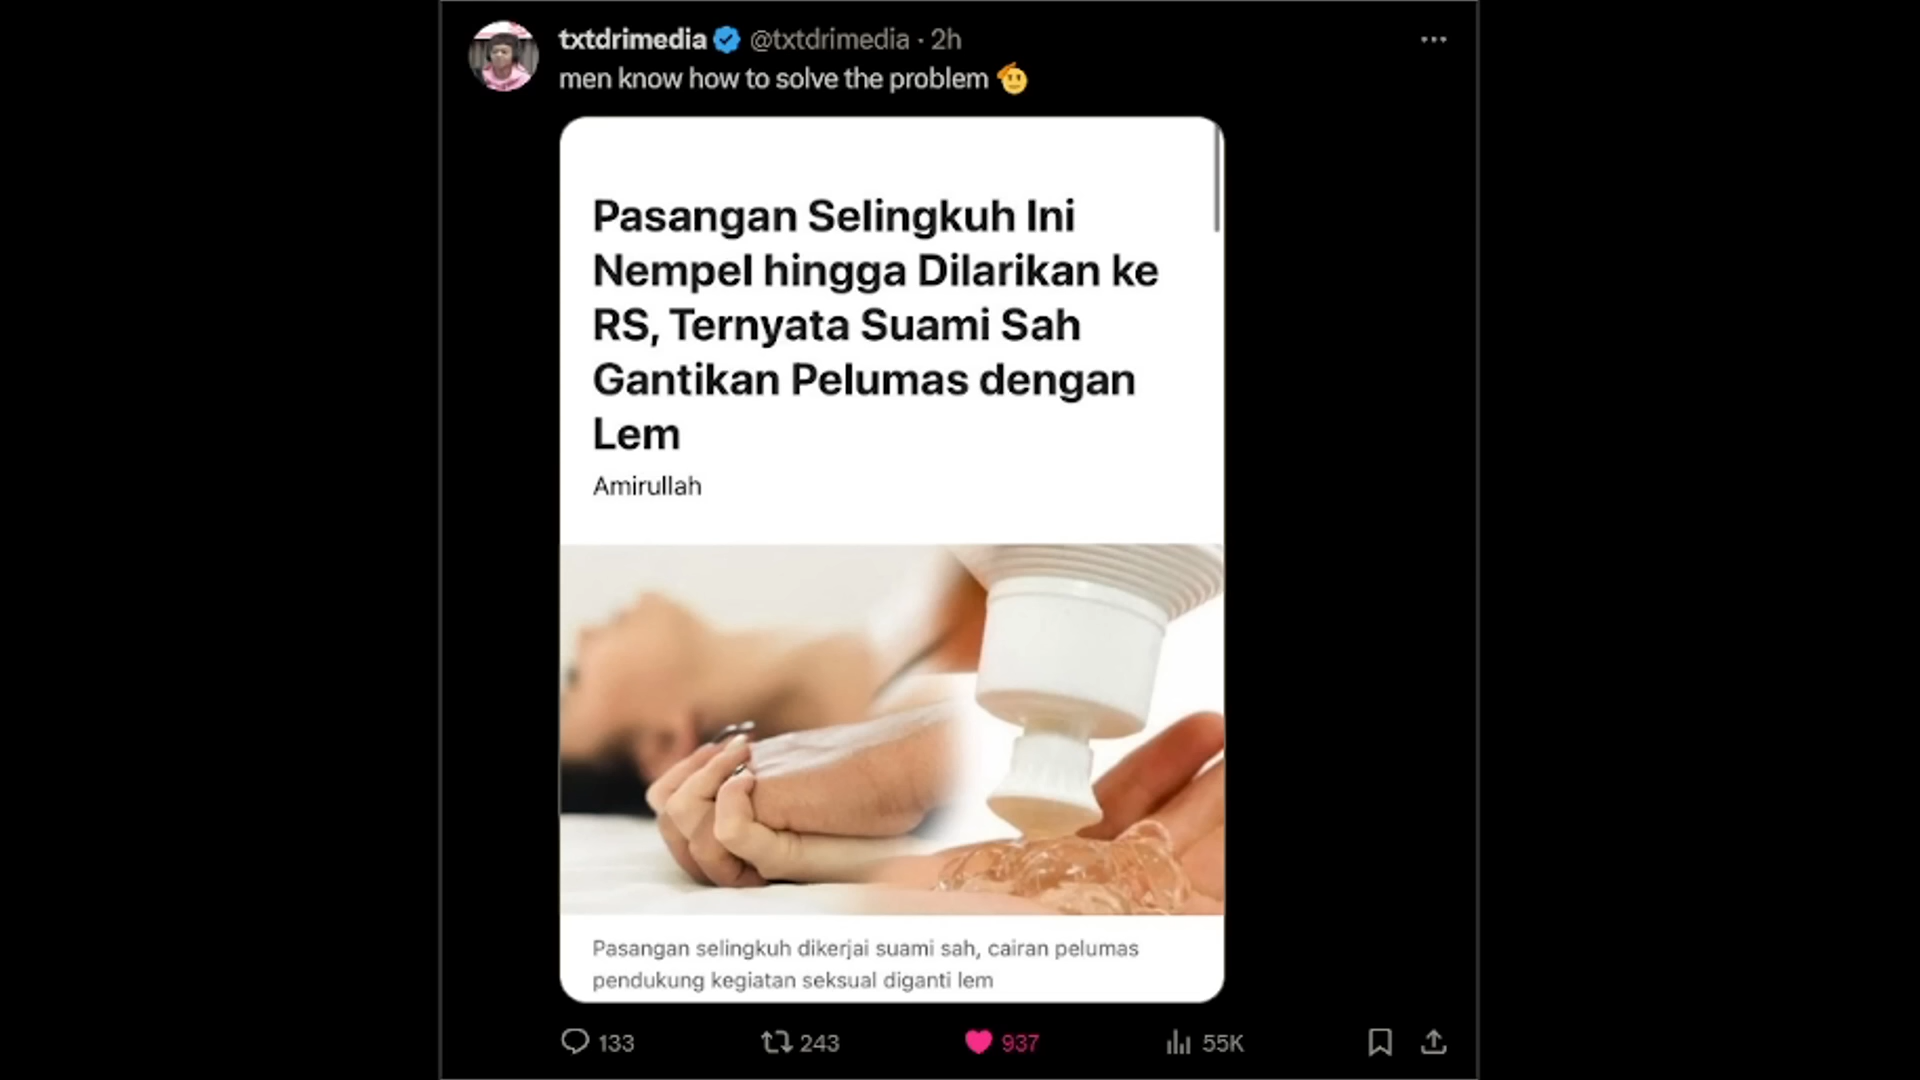 txtdrimedia @txtdrimedia · 2h
men know how to solve the problem 🫡
Pasangan Selingkuh Ini
Nempel hingga Dilarikan ke
RS, Ternyata Suami Sah
Gantikan Pelumas dengan
Lem
Amirullah
Pasangan selingkuh dikerjai suami sah, cairan pelumas
pendukung kegiatan seksual diganti lem
133 243 937 55K